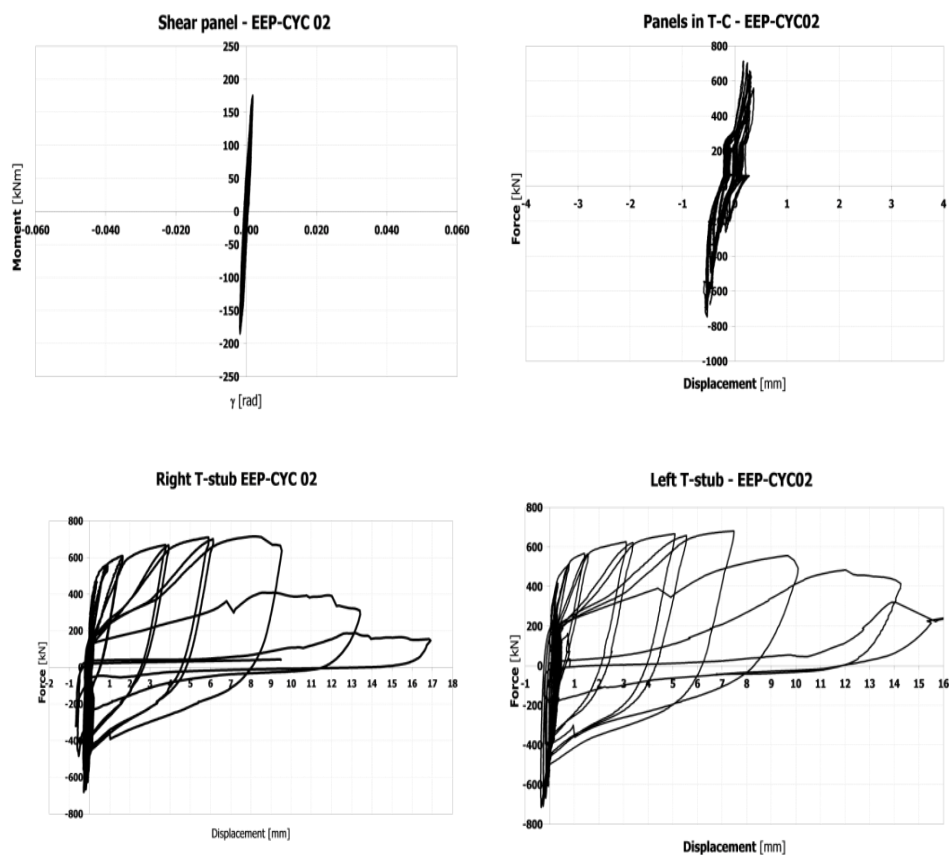 Shear panel - EEP-CYC 02
250
200
150
100
50
0
-0.060 -0.040 -0.020 0.000 0.020 0.040 0.060
-50
-100
-150
-200
-250
Moment [kNm]
γ [rad]
Panels in T-C - EEP-CYC02
800
600
400
200
0
-4 -3 -2 -1 0 1 2 3 4
-400
-600
-800
-1000
Force [kN]
Displacement [mm]
Right T-stub EEP-CYC 02
800
600
400
200
0
-2 -1 1 2 3 4 5 6 7 8 9 10 11 12 13 14 15 16 17 18
-200
-400
-600
-800
Force [kN]
Displacement [mm]
Left T-stub - EEP-CYC02
800
600
400
200
0
-1 1 2 3 4 5 6 7 8 9 10 11 12 13 14 15 16
-200
-400
-600
-800
Force [kN]
Displacement [mm]